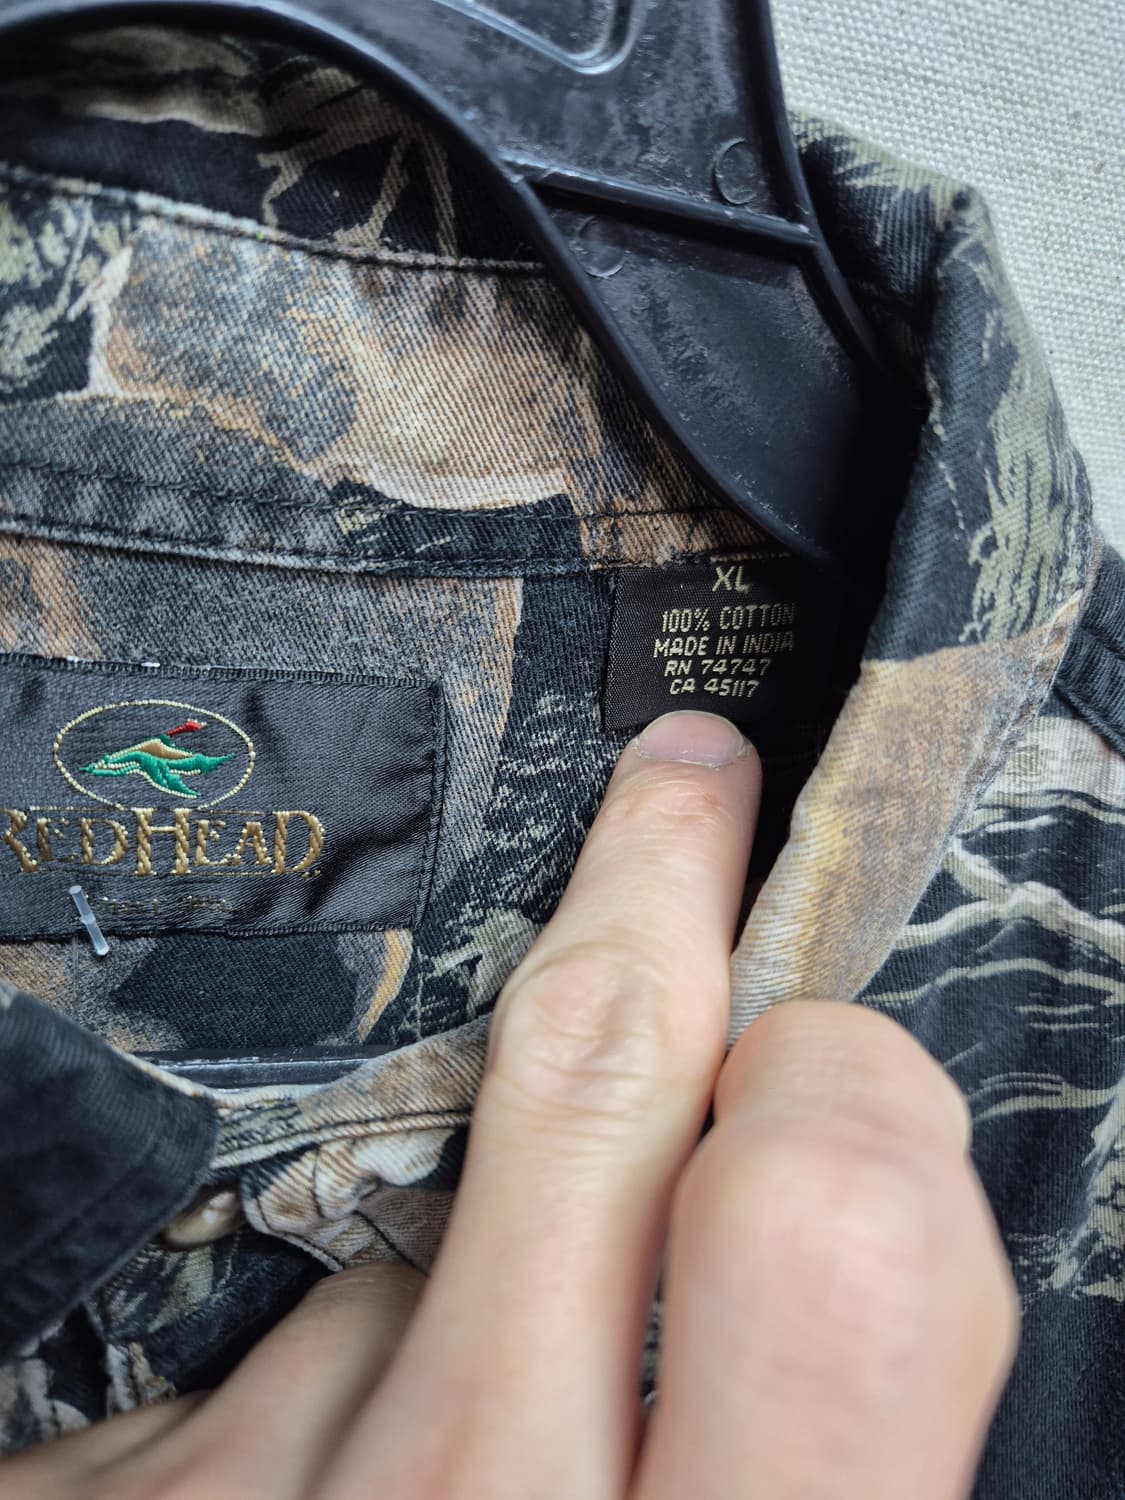 XL
100% COTTON
MADE IN INDIA
RN 74747
CA 45117
REDHEAD